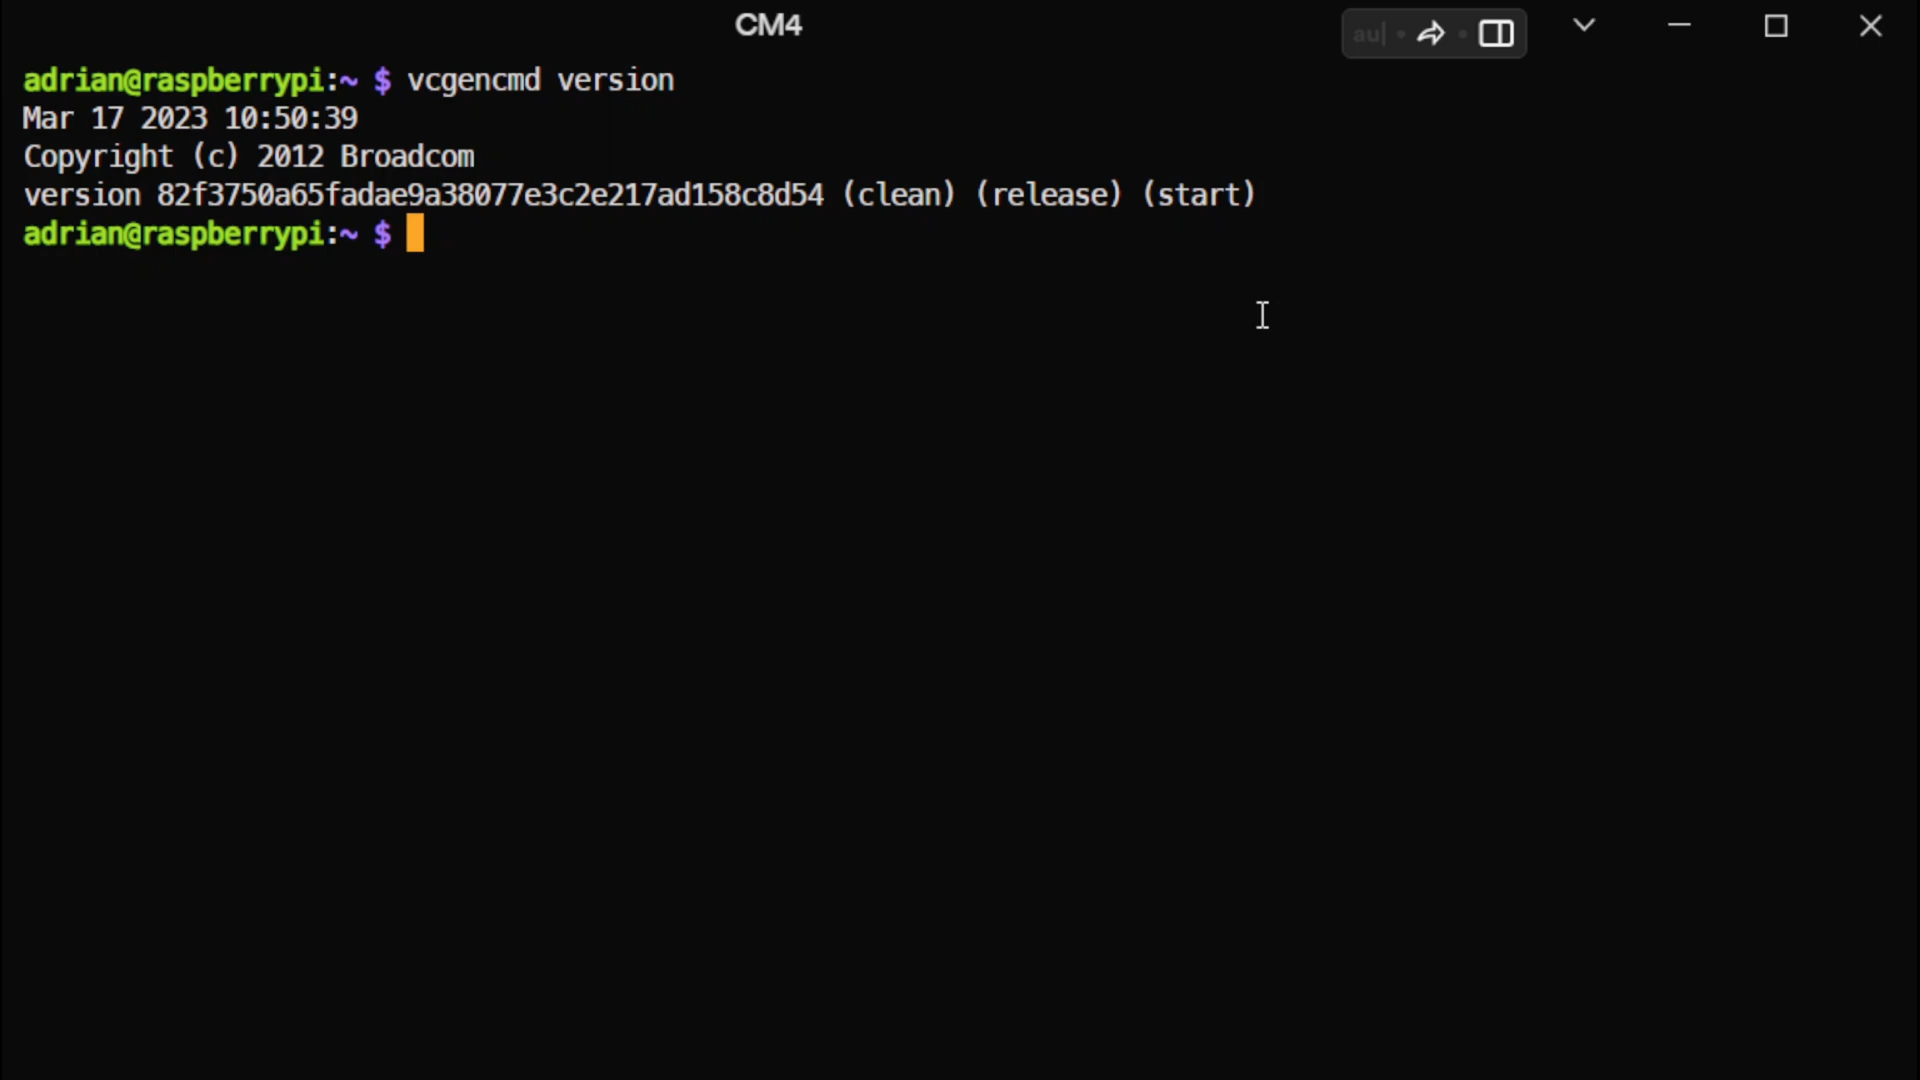 CM4
adrian@raspberrypi:~ $ vcgencmd version
Mar 17 2023 10:50:39
Copyright (c) 2012 Broadcom
version 82f3750a65fadae9a38077e3c2e217ad158c8d54 (clean) (release) (start)
adrian@raspberrypi:~ $